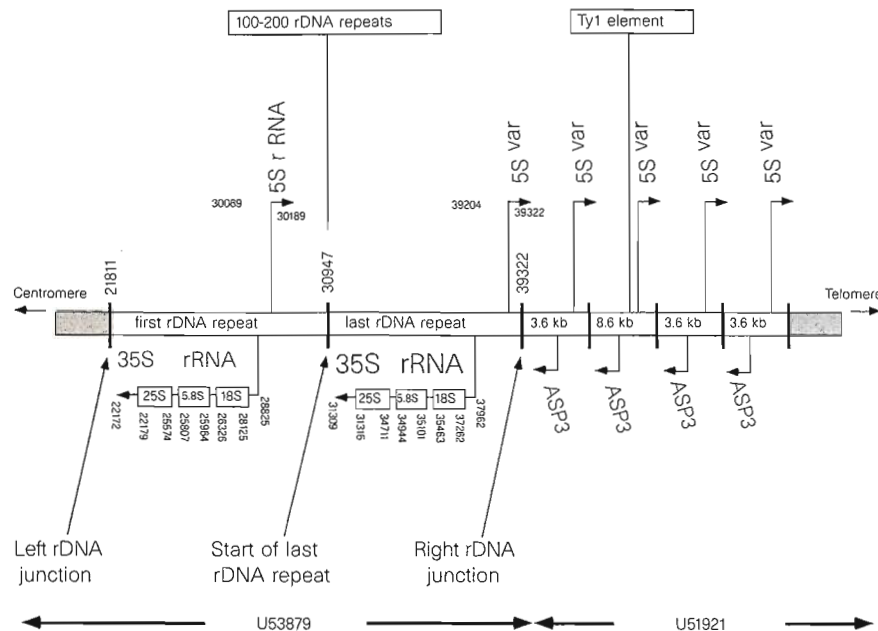 100-200 rDNA repeats
Ty1 element
5S r RNA
5S var
5S var
5S var
5S var
5S var
30089
30189
39204
39322
21811
30947
39322
Centromere
Telomere
first rDNA repeat
last rDNA repeat
3.6 kb
8.6 kb
3.6 kb
3.6 kb
35S rRNA
35S rRNA
25S
5.8S
18S
25S
5.8S
18S
22172
22179
25574
25807
25964
26326
28125
28825
31309
31316
34711
34944
35101
35463
37262
37962
ASP3
ASP3
ASP3
ASP3
Left rDNA
junction
Start of last
rDNA repeat
Right rDNA
junction
U53879
U51921